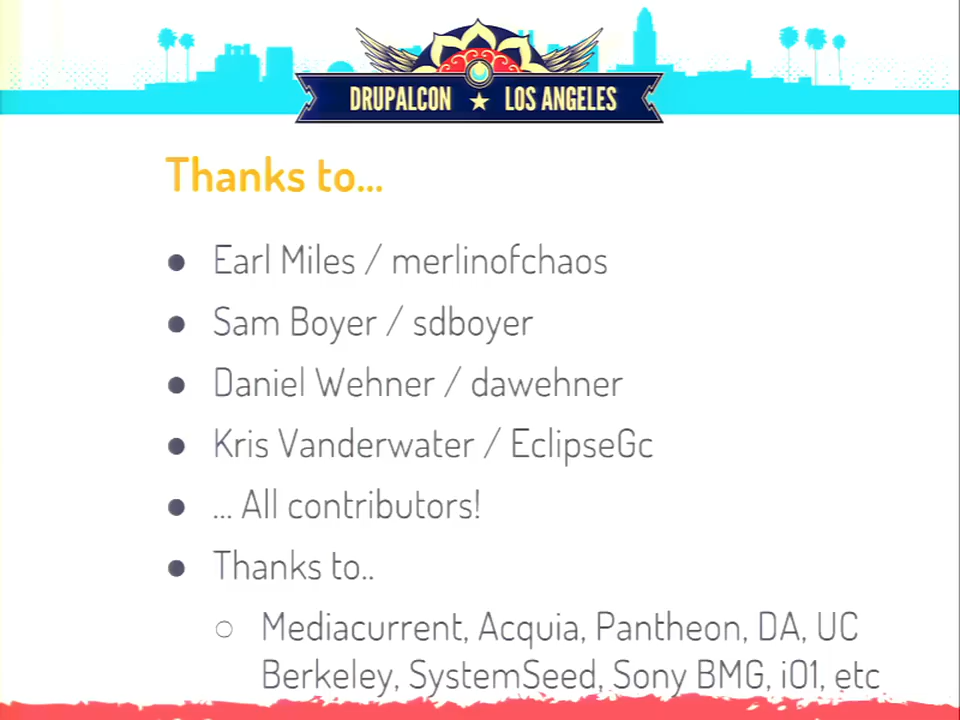 DRUPALCON ★ LOS ANGELES
Thanks to...
● Earl Miles / merlinofchaos
● Sam Boyer / sdboyer
● Daniel Wehner / dawehner
● Kris Vanderwater / EclipseGc
● ... All contributors!
● Thanks to..
○ Mediacurrent, Acquia, Pantheon, DA, UC
Berkeley, SystemSeed, Sony BMG, i01, etc